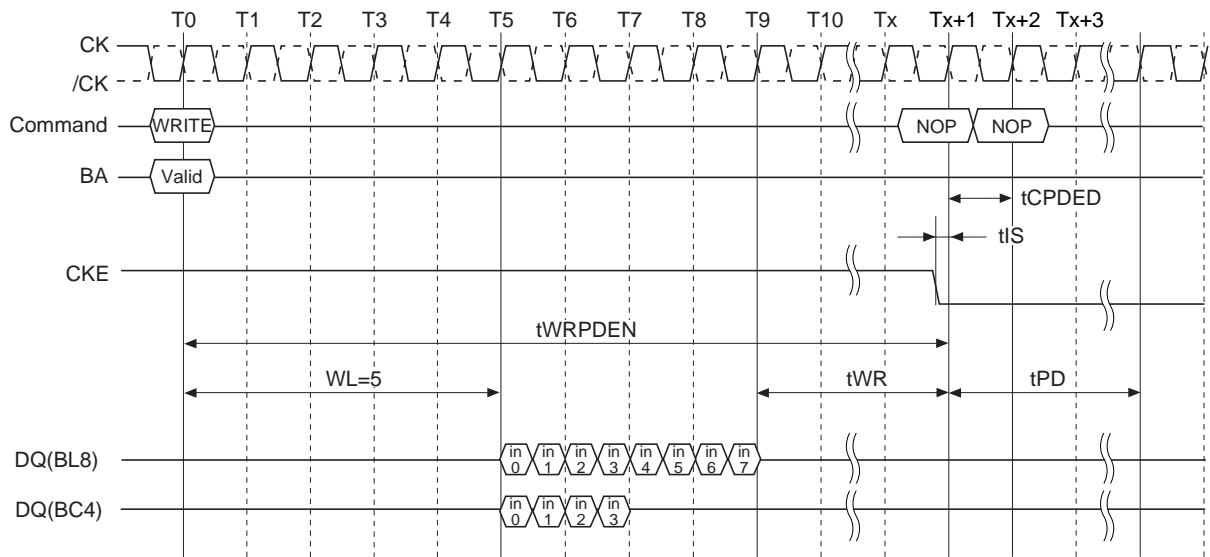 T0 T1 T2 T3 T4 T5 T6 T7 T8 T9 T10 Tx Tx+1 Tx+2 Tx+3
CK
/CK
Command WRITE NOP NOP
BA Valid
tCPDED
tIS
CKE
tWRPDEN
WL=5 tWR tPD
DQ(BL8) in 0 in 1 in 2 in 3 in 4 in 5 in 6 in 7
DQ(BC4) in 0 in 1 in 2 in 3